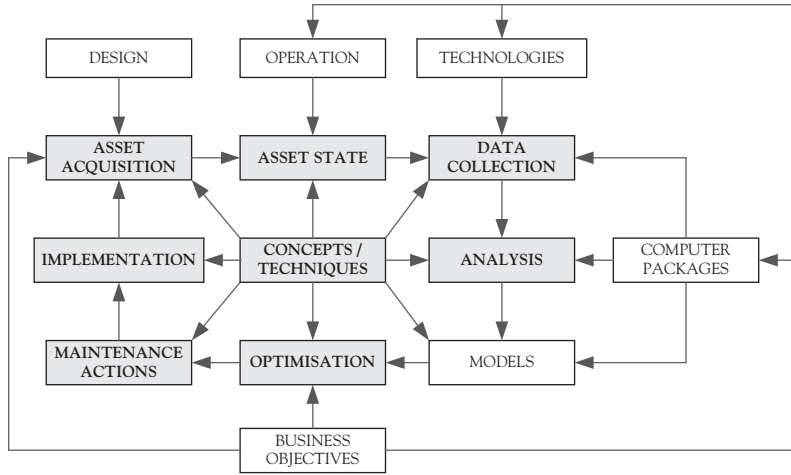 DESIGN
OPERATION
TECHNOLOGIES
ASSET
ACQUISITION
ASSET STATE
DATA
COLLECTION
IMPLEMENTATION
CONCEPTS /
TECHNIQUES
ANALYSIS
COMPUTER
PACKAGES
MAINTENANCE
ACTIONS
OPTIMISATION
MODELS
BUSINESS
OBJECTIVES